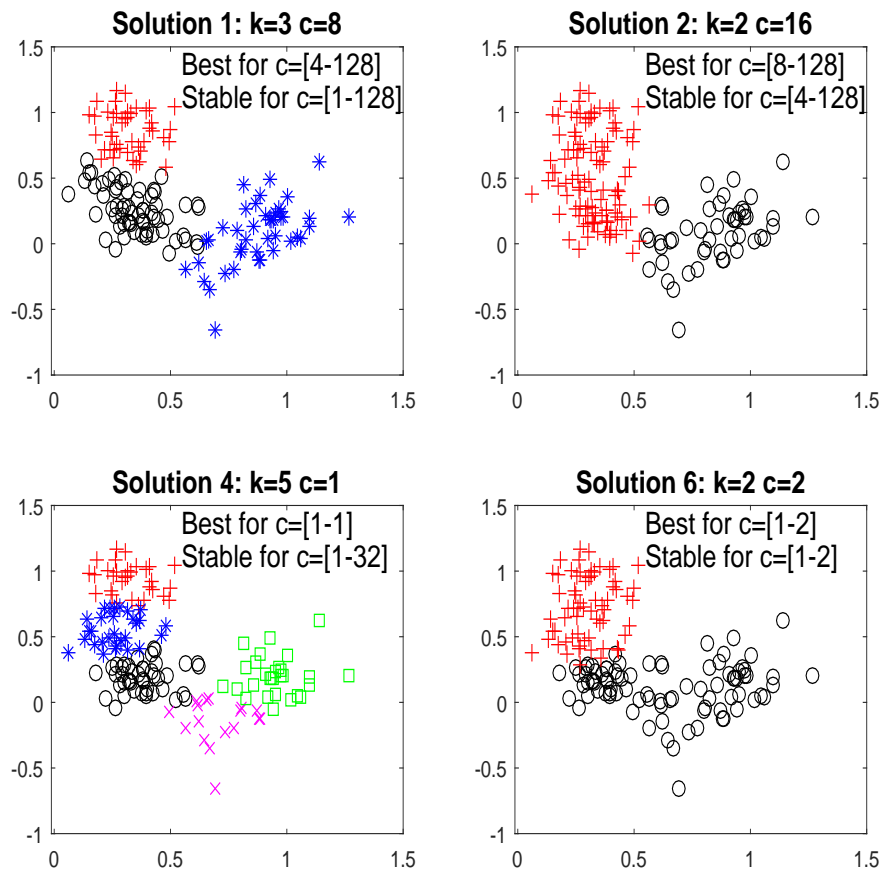 Solution 1: k=3 c=8
Best for c=[4-128]
Stable for c=[1-128]
1.5
1
0.5
0
-0.5
-1
0 0.5 1 1.5
Solution 2: k=2 c=16
Best for c=[8-128]
Stable for c=[4-128]
1.5
1
0.5
0
-0.5
-1
0 0.5 1 1.5
Solution 4: k=5 c=1
Best for c=[1-1]
Stable for c=[1-32]
1.5
1
0.5
0
-0.5
-1
0 0.5 1 1.5
Solution 6: k=2 c=2
Best for c=[1-2]
Stable for c=[1-2]
1.5
1
0.5
0
-0.5
-1
0 0.5 1 1.5